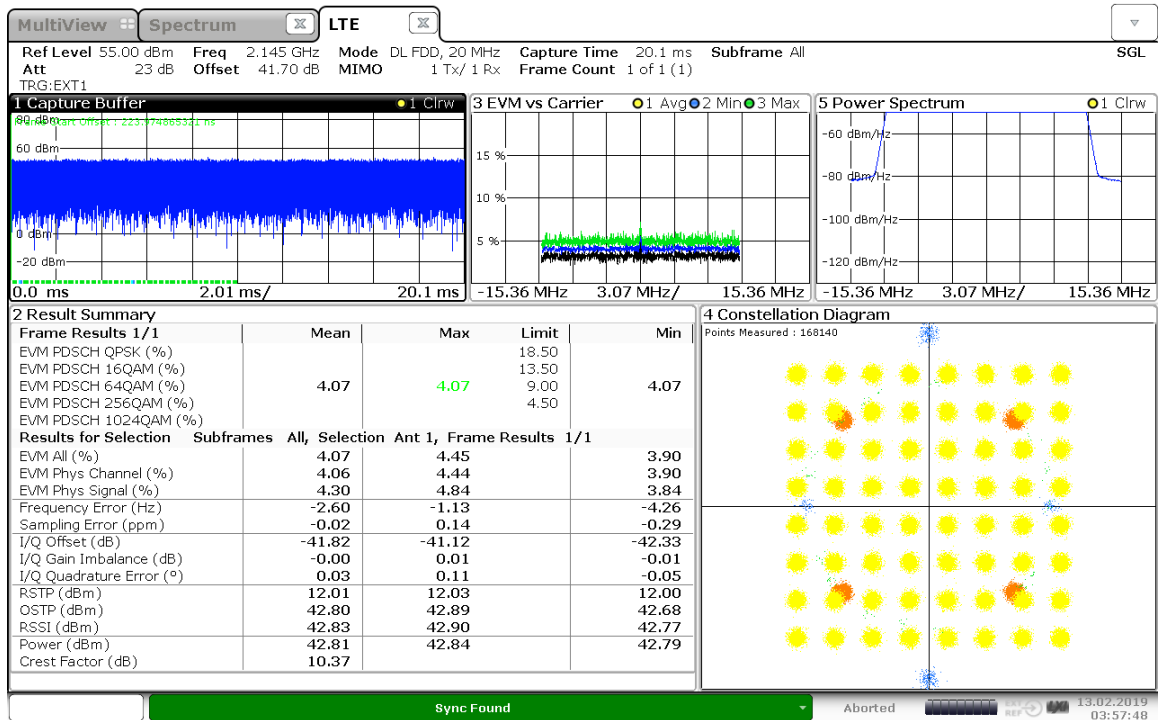 MultiView Spectrum LTE
Ref Level 55.00 dBm Freq 2.145 GHz Mode DL FDD, 20 MHz Capture Time 20.1 ms Subframe All SGL
Att 23 dB Offset 41.70 dB MIMO 1 Tx/ 1 Rx Frame Count 1 of 1 (1)
TRG:EXT1
1 Capture Buffer 1 Clrw
80 dBm
Frame Start Offset : 223.974865321 ns
60 dBm
0 dBm
-20 dBm
0.0 ms 2.01 ms/ 20.1 ms
3 EVM vs Carrier 1 Avg 2 Min 3 Max
15 %
10 %
5 %
-15.36 MHz 3.07 MHz/ 15.36 MHz
5 Power Spectrum 1 Clrw
-60 dBm/Hz
-80 dBm/Hz
-100 dBm/Hz
-120 dBm/Hz
-15.36 MHz 3.07 MHz/ 15.36 MHz
2 Result Summary
Frame Results 1/1 Mean Max Limit Min
EVM PDSCH QPSK (%) 18.50
EVM PDSCH 16QAM (%) 13.50
EVM PDSCH 64QAM (%) 4.07 4.07 9.00 4.07
EVM PDSCH 256QAM (%) 4.50
EVM PDSCH 1024QAM (%)
Results for Selection Subframes All, Selection Ant 1, Frame Results 1/1
EVM All (%) 4.07 4.45 3.90
EVM Phys Channel (%) 4.06 4.44 3.90
EVM Phys Signal (%) 4.30 4.84 3.84
Frequency Error (Hz) -2.60 -1.13 -4.26
Sampling Error (ppm) -0.02 0.14 -0.29
I/Q Offset (dB) -41.82 -41.12 -42.33
I/Q Gain Imbalance (dB) -0.00 0.01 -0.01
I/Q Quadrature Error (°) 0.03 0.11 -0.05
RSTP (dBm) 12.01 12.03 12.00
OSTP (dBm) 42.80 42.89 42.68
RSSI (dBm) 42.83 42.90 42.77
Power (dBm) 42.81 42.84 42.79
Crest Factor (dB) 10.37
4 Constellation Diagram
Points Measured : 168140
Sync Found
Aborted
13.02.2019
03:57:48